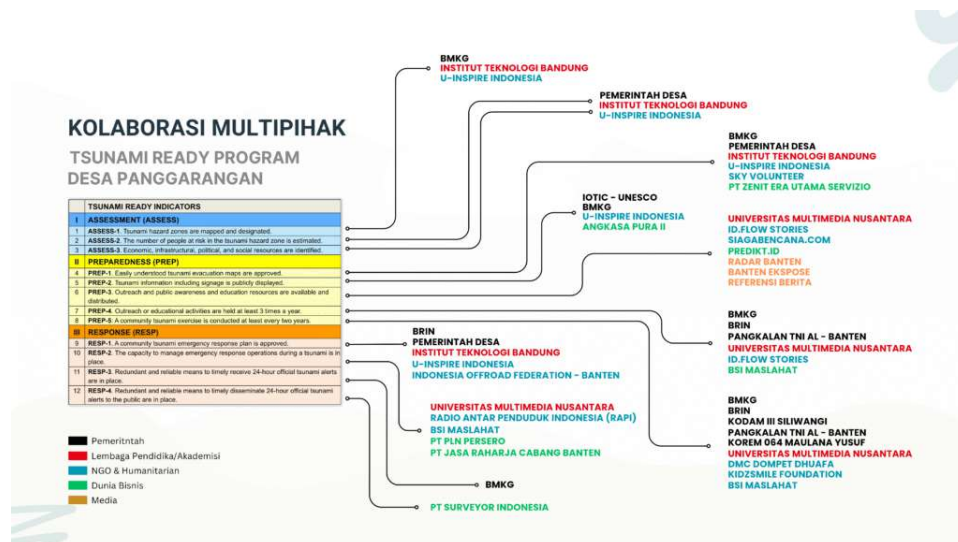 KOLABORASI MULTIPIHAK
TSUNAMI READY PROGRAM
DESA PANGGARANGAN
TSUNAMI READY INDICATORS
I ASSESSMENT (ASSESS)
1 ASSESS-1. Tsunami hazard zones are mapped and designated.
2 ASSESS-2. The number of people at risk in the tsunami hazard zone is estimated.
3 ASSESS-3. Economic, infrastructural, political, and social resources are identified.
II PREPAREDNESS (PREP)
4 PREP-1. Easily understood tsunami evacuation maps are approved.
5 PREP-2. Tsunami information including signage is publicly displayed.
6 PREP-3. Outreach and public awareness and education resources are available and
distributed.
7 PREP-4. Outreach or educational activities are held at least 3 times a year.
8 PREP-5. A community tsunami exercise is conducted at least every two years.
III RESPONSE (RESP)
9 RESP-1. A community tsunami emergency response plan is approved.
10 RESP-2. The capacity to manage emergency response operations during a tsunami is in
place.
11 RESP-3. Redundant and reliable means to timely receive 24-hour official tsunami alerts
are in place.
12 RESP-4. Redundant and reliable means to timely disseminate 24-hour official tsunami
alerts to the public are in place.
Pemeritntah
Lembaga Pendidika/Akademisi
NGO & Humanitarian
Dunia Bisnis
Media
BMKG
INSTITUT TEKNOLOGI BANDUNG
U-INSPIRE INDONESIA
PEMERINTAH DESA
INSTITUT TEKNOLOGI BANDUNG
U-INSPIRE INDONESIA
BMKG
PEMERINTAH DESA
INSTITUT TEKNOLOGI BANDUNG
U-INSPIRE INDONESIA
SKY VOLUNTEER
PT ZENIT ERA UTAMA SERVIZIO
IOTIC - UNESCO
BMKG
U-INSPIRE INDONESIA
ANGKASA PURA II
UNIVERSITAS MULTIMEDIA NUSANTARA
ID.FLOW STORIES
SIAGABENCANA.COM
PREDIKT.ID
RADAR BANTEN
BANTEN EKSPOSE
REFERENSI BERITA
BMKG
BRIN
PANGKALAN TNI AL - BANTEN
UNIVERSITAS MULTIMEDIA NUSANTARA
ID.FLOW STORIES
BSI MASLAHAT
BMKG
BRIN
KODAM III SILIWANGI
PANGKALAN TNI AL - BANTEN
KOREM 064 MAULANA YUSUF
UNIVERSITAS MULTIMEDIA NUSANTARA
DMC DOMPET DHUAFA
KIDZSMILE FOUNDATION
BSI MASLAHAT
BRIN
PEMERINTAH DESA
INSTITUT TEKNOLOGI BANDUNG
U-INSPIRE INDONESIA
INDONESIA OFFROAD FEDERATION - BANTEN
UNIVERSITAS MULTIMEDIA NUSANTARA
RADIO ANTAR PENDUDUK INDONESIA (RAPI)
BSI MASLAHAT
PT PLN PERSERO
PT JASA RAHARJA CABANG BANTEN
BMKG
PT SURVEYOR INDONESIA